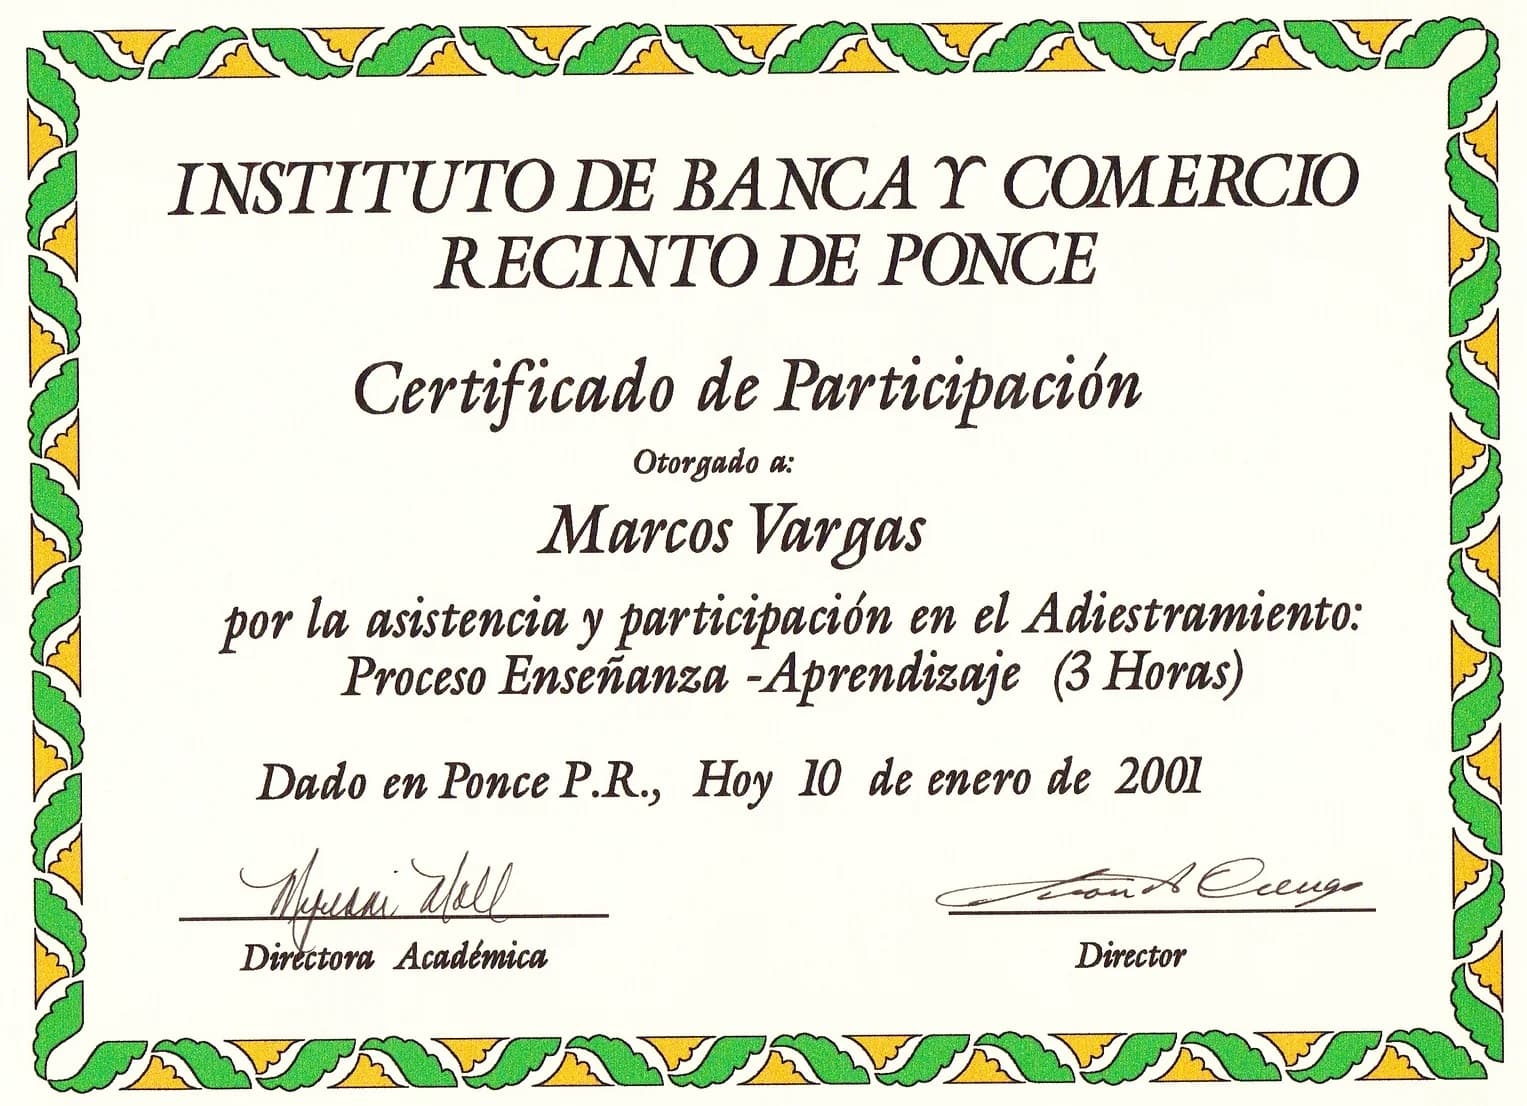 INSTITUTO DE BANCA Y COMERCIO
RECINTO DE PONCE
Certificado de Participación
Otorgado a:
Marcos Vargas
por la asistencia y participación en el Adiestramiento:
Proceso Enseñanza -Aprendizaje (3 Horas)
Dado en Ponce P.R., Hoy 10 de enero de 2001
Directora Académica
Director